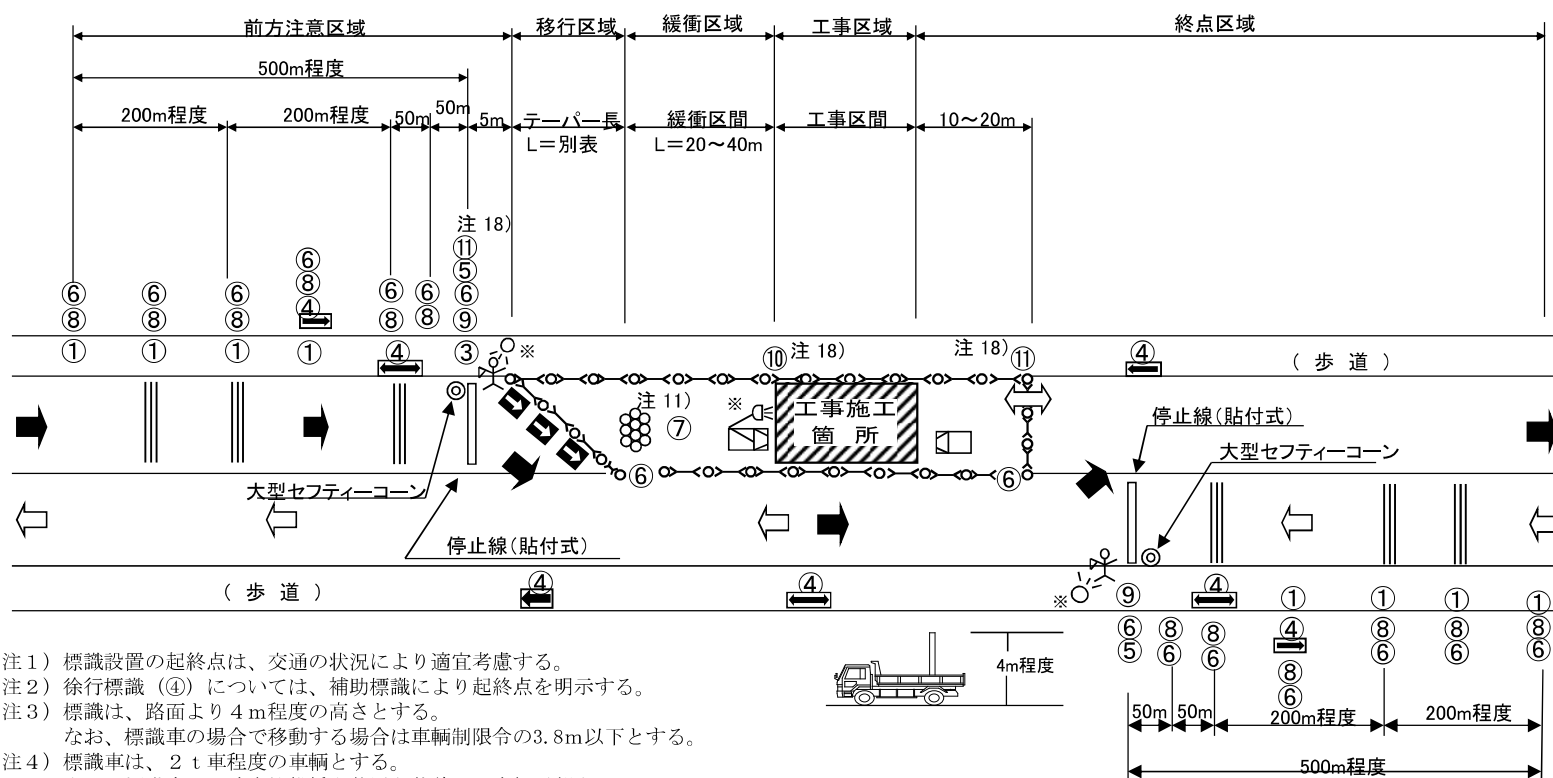 前方注意区域 移行区域 緩衝区域 工事区域 終点区域
500m程度
200m程度 200m程度 50m 50m 5m テーパー長 緩衝区間 工事区間 10～20m
L＝別表 L＝20～40m
注 18)
⑪
⑥ ⑤
⑥ ⑥ ⑥ ⑧ ⑥ ⑥ ⑥
⑧ ⑧ ⑧ ④ ⑧ ⑧ ⑨
① ① ① ① ④ ③ ※ ⑩ 注 18) 注 18) ⑪ ④ ( 歩 道 )
注 11) ⑦ ※ 工事施工
箇 所
停止線(貼付式)
大型セフティーコーン
⑥ ⑥
大型セフティーコーン
停止線(貼付式)
( 歩 道 ) ④ ④ ※ ⑨ ④ ① ① ① ①
⑥ ⑧ ⑧ ④ ⑧ ⑧ ⑧
⑤ ⑥ ⑥ ⑧ ⑥ ⑥ ⑥
⑥
4m程度
50m 50m 200m程度 200m程度
500m程度
注１）標識設置の起終点は、交通の状況により適宜考慮する。
注２）徐行標識（④）については、補助標識により起終点を明示する。
注３）標識は、路面より４ｍ程度の高さとする。
なお、標識車の場合で移動する場合は車輌制限令の3.8m以下とする。
注４）標識車は、２ｔ車程度の車輌とする。